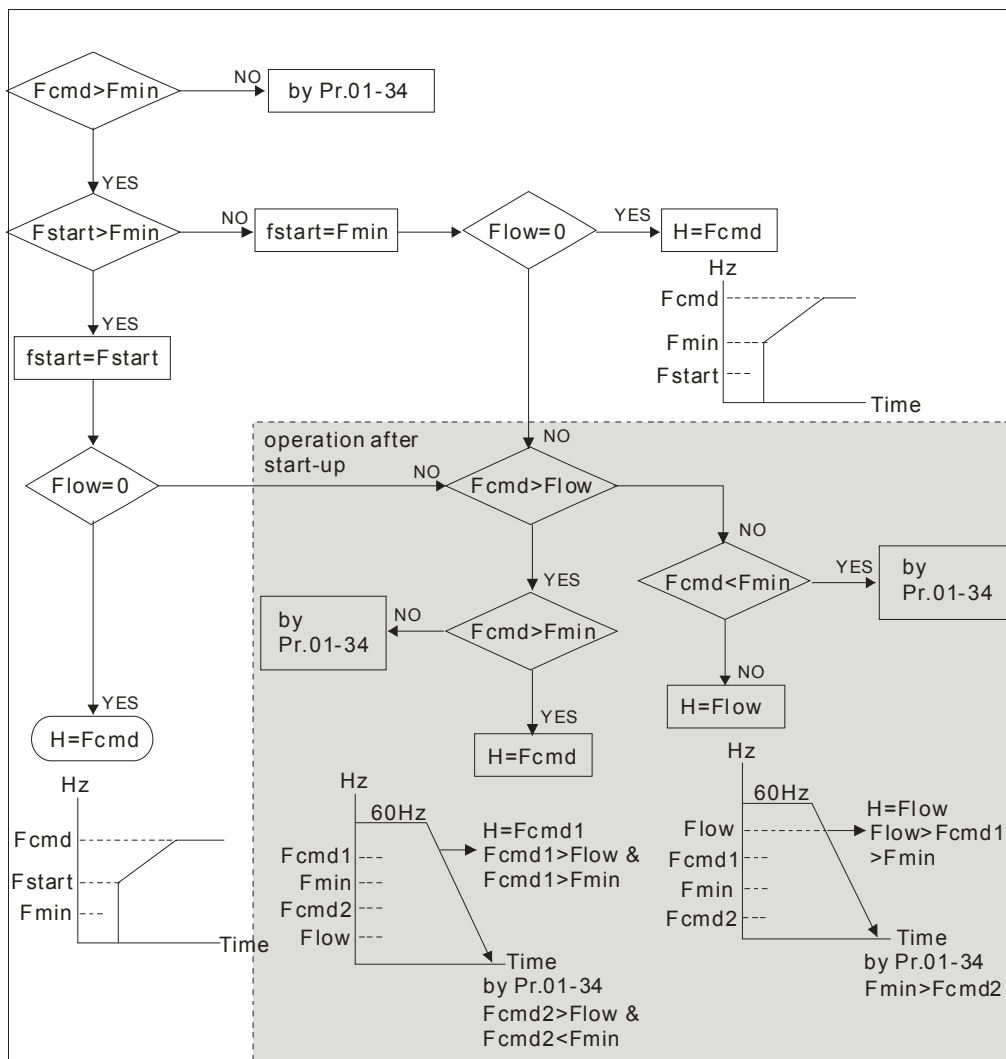 Fcmd>Fmin
NO
by Pr.01-34
YES
Fstart>Fmin
NO
fstart=Fmin
Flow=0
YES
H=Fcmd
Hz
Fcmd
Fmin
Fstart
Time
YES
fstart=Fstart
NO
operation after
start-up
Flow=0
NO
Fcmd>Flow
NO
YES
Fcmd<Fmin
YES
by
Pr.01-34
by
Pr.01-34
NO
Fcmd>Fmin
NO
H=Flow
YES
H=Fcmd
YES
H=Fcmd
Hz
Fcmd
Fstart
Fmin
Time
Hz
60Hz
H=Fcmd1
Fcmd1>Flow &
Fcmd1>Fmin
Fcmd1
Fmin
Fcmd2
Flow
Time
by Pr.01-34
Fcmd2>Flow &
Fcmd2<Fmin
Hz
60Hz
H=Flow
Flow>Fcmd1
>Fmin
Flow
Fcmd1
Fmin
Fcmd2
Time
by Pr.01-34
Fmin>Fcmd2